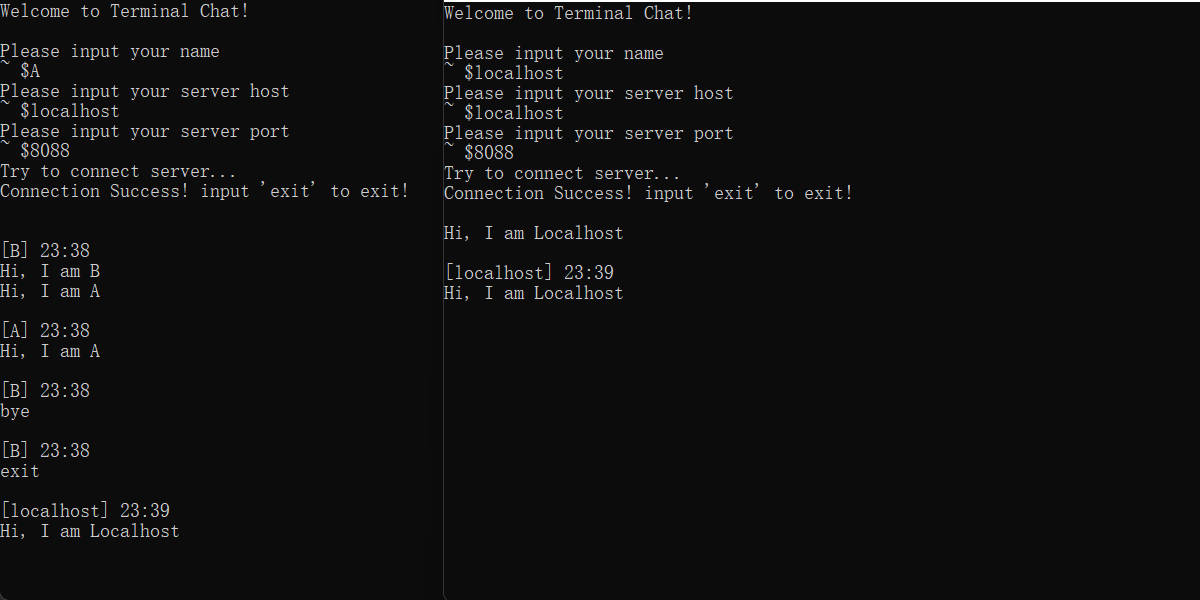 Welcome to Terminal Chat!
Please input your name
~ $A
Please input your server host
~ $localhost
Please input your server port
~ $8088
Try to connect server...
Connection Success! input 'exit' to exit!
[B] 23:38
Hi, I am B
Hi, I am A
[A] 23:38
Hi, I am A
[B] 23:38
bye
[B] 23:38
exit
[localhost] 23:39
Hi, I am Localhost
Welcome to Terminal Chat!
Please input your name
~ $localhost
Please input your server host
~ $localhost
Please input your server port
~ $8088
Try to connect server...
Connection Success! input 'exit' to exit!
Hi, I am Localhost
[localhost] 23:39
Hi, I am Localhost